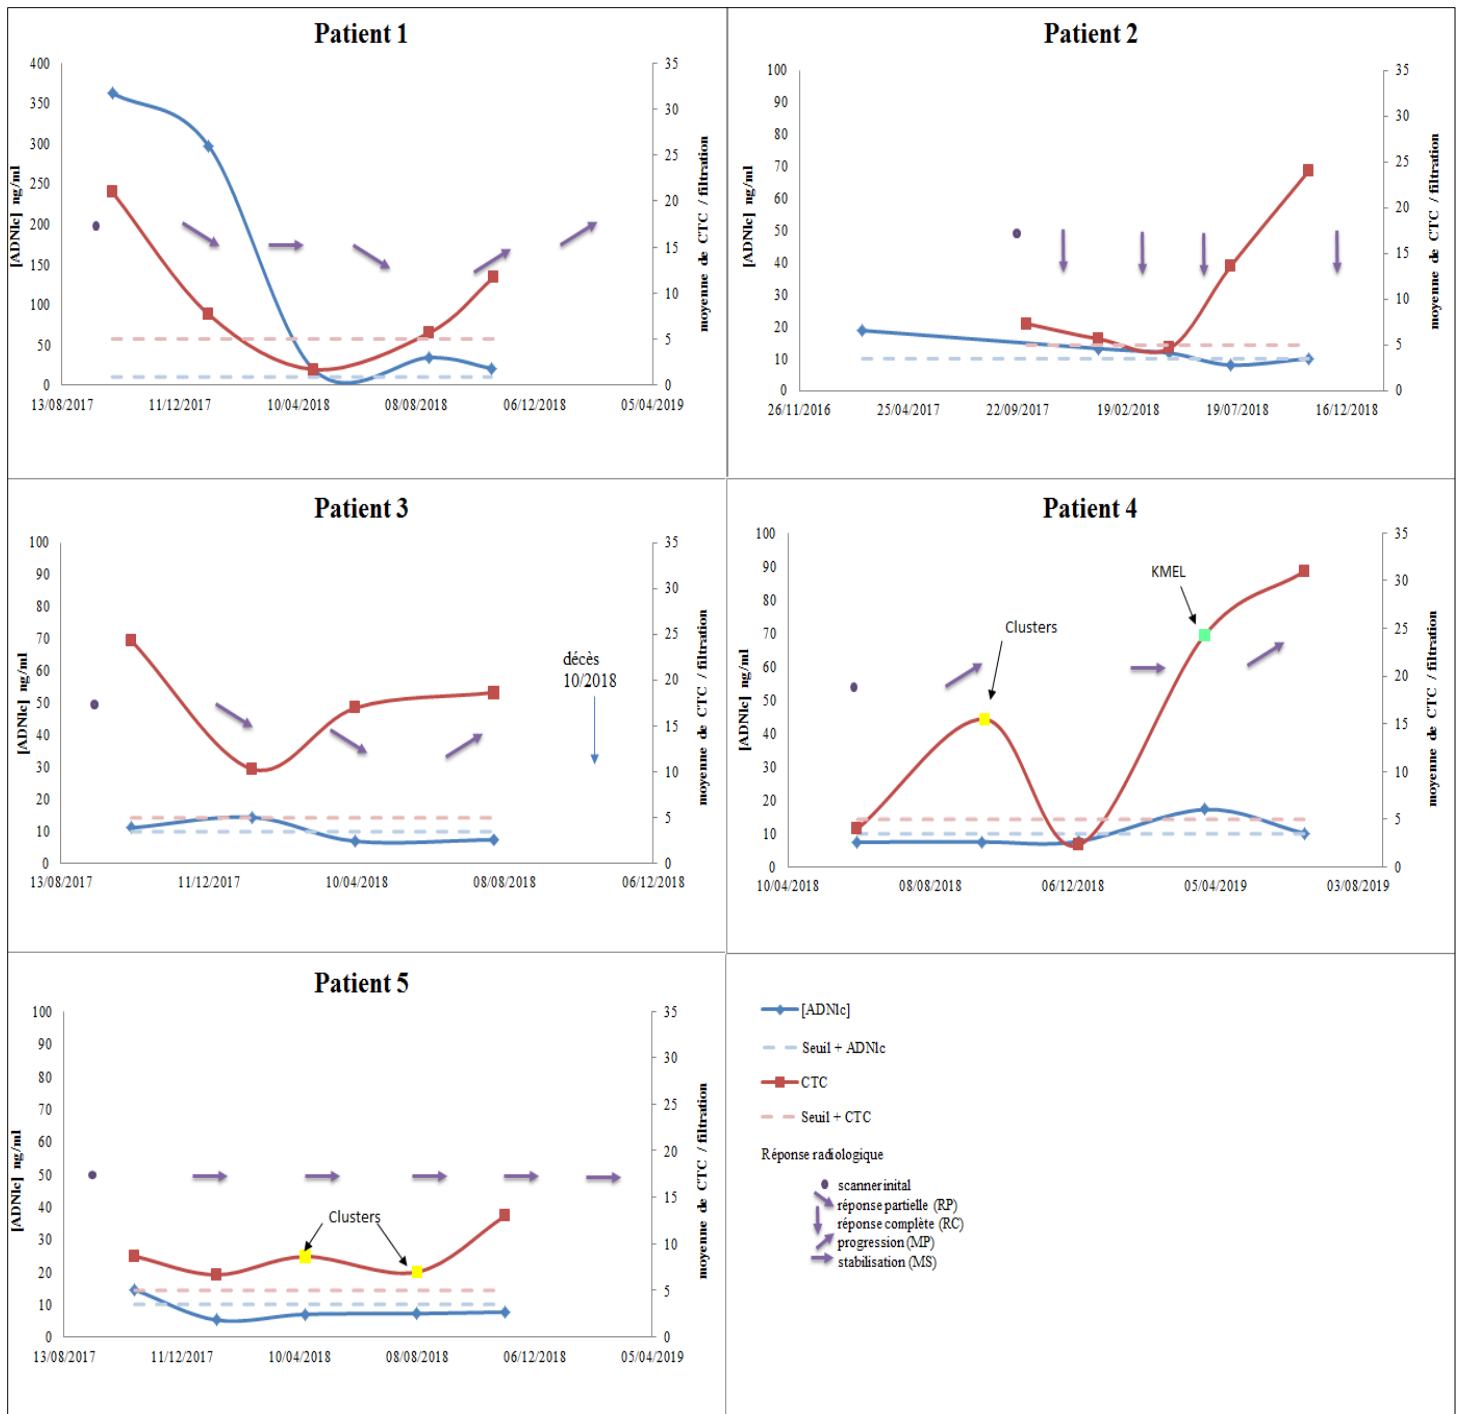 Patient 1
400
350
300
250
200
150
100
50
0
[ADNlc] ng/ml
35
30
25
20
15
10
5
0
moyenne de CTC / filtration
13/08/2017 11/12/2017 10/04/2018 08/08/2018 06/12/2018 05/04/2019
Patient 2
100
90
80
70
60
50
40
30
20
10
0
[ADNlc] ng/ml
35
30
25
20
15
10
5
0
moyenne de CTC / filtration
26/11/2016 25/04/2017 22/09/2017 19/02/2018 19/07/2018 16/12/2018
Patient 3
100
90
80
70
60
50
40
30
20
10
0
[ADNlc] ng/ml
décès
10/2018
35
30
25
20
15
10
5
0
moyenne de CTC / filtration
13/08/2017 11/12/2017 10/04/2018 08/08/2018 06/12/2018
Patient 4
100
90
80
70
60
50
40
30
20
10
0
[ADNlc] ng/ml
KMEL
Clusters
35
30
25
20
15
10
5
0
moyenne de CTC / filtration
10/04/2018 08/08/2018 06/12/2018 05/04/2019 03/08/2019
Patient 5
100
90
80
70
60
50
40
30
20
10
0
[ADNlc] ng/ml
Clusters
35
30
25
20
15
10
5
0
moyenne de CTC / filtration
13/08/2017 11/12/2017 10/04/2018 08/08/2018 06/12/2018 05/04/2019
[ADNlc]
Seuil + ADNlc
CTC
Seuil + CTC
Réponse radiologique
scanner inital
réponse partielle (RP)
réponse complète (RC)
progression (MP)
stabilisation (MS)